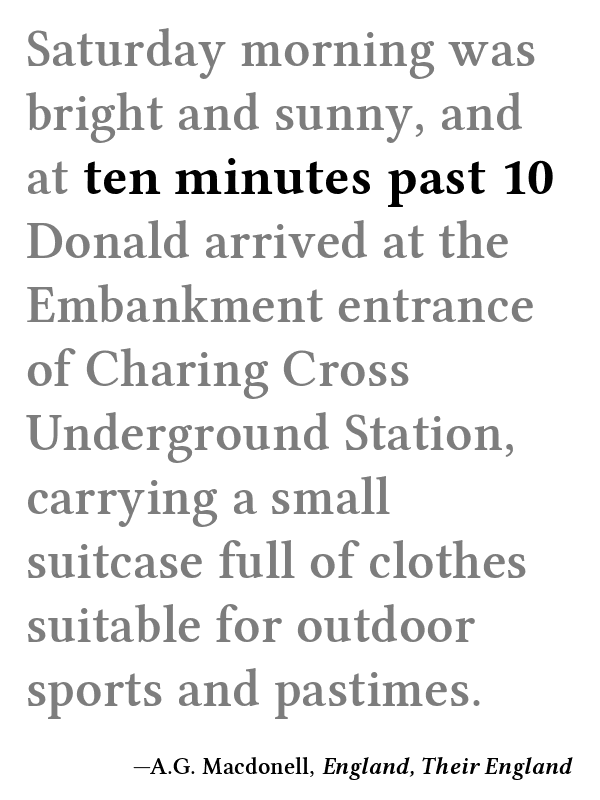 Saturday morning was
bright and sunny, and
at ten minutes past 10
Donald arrived at the
Embankment entrance
of Charing Cross
Underground Station,
carrying a small
suitcase full of clothes
suitable for outdoor
sports and pastimes.
—A.G. Macdonell, England, Their England